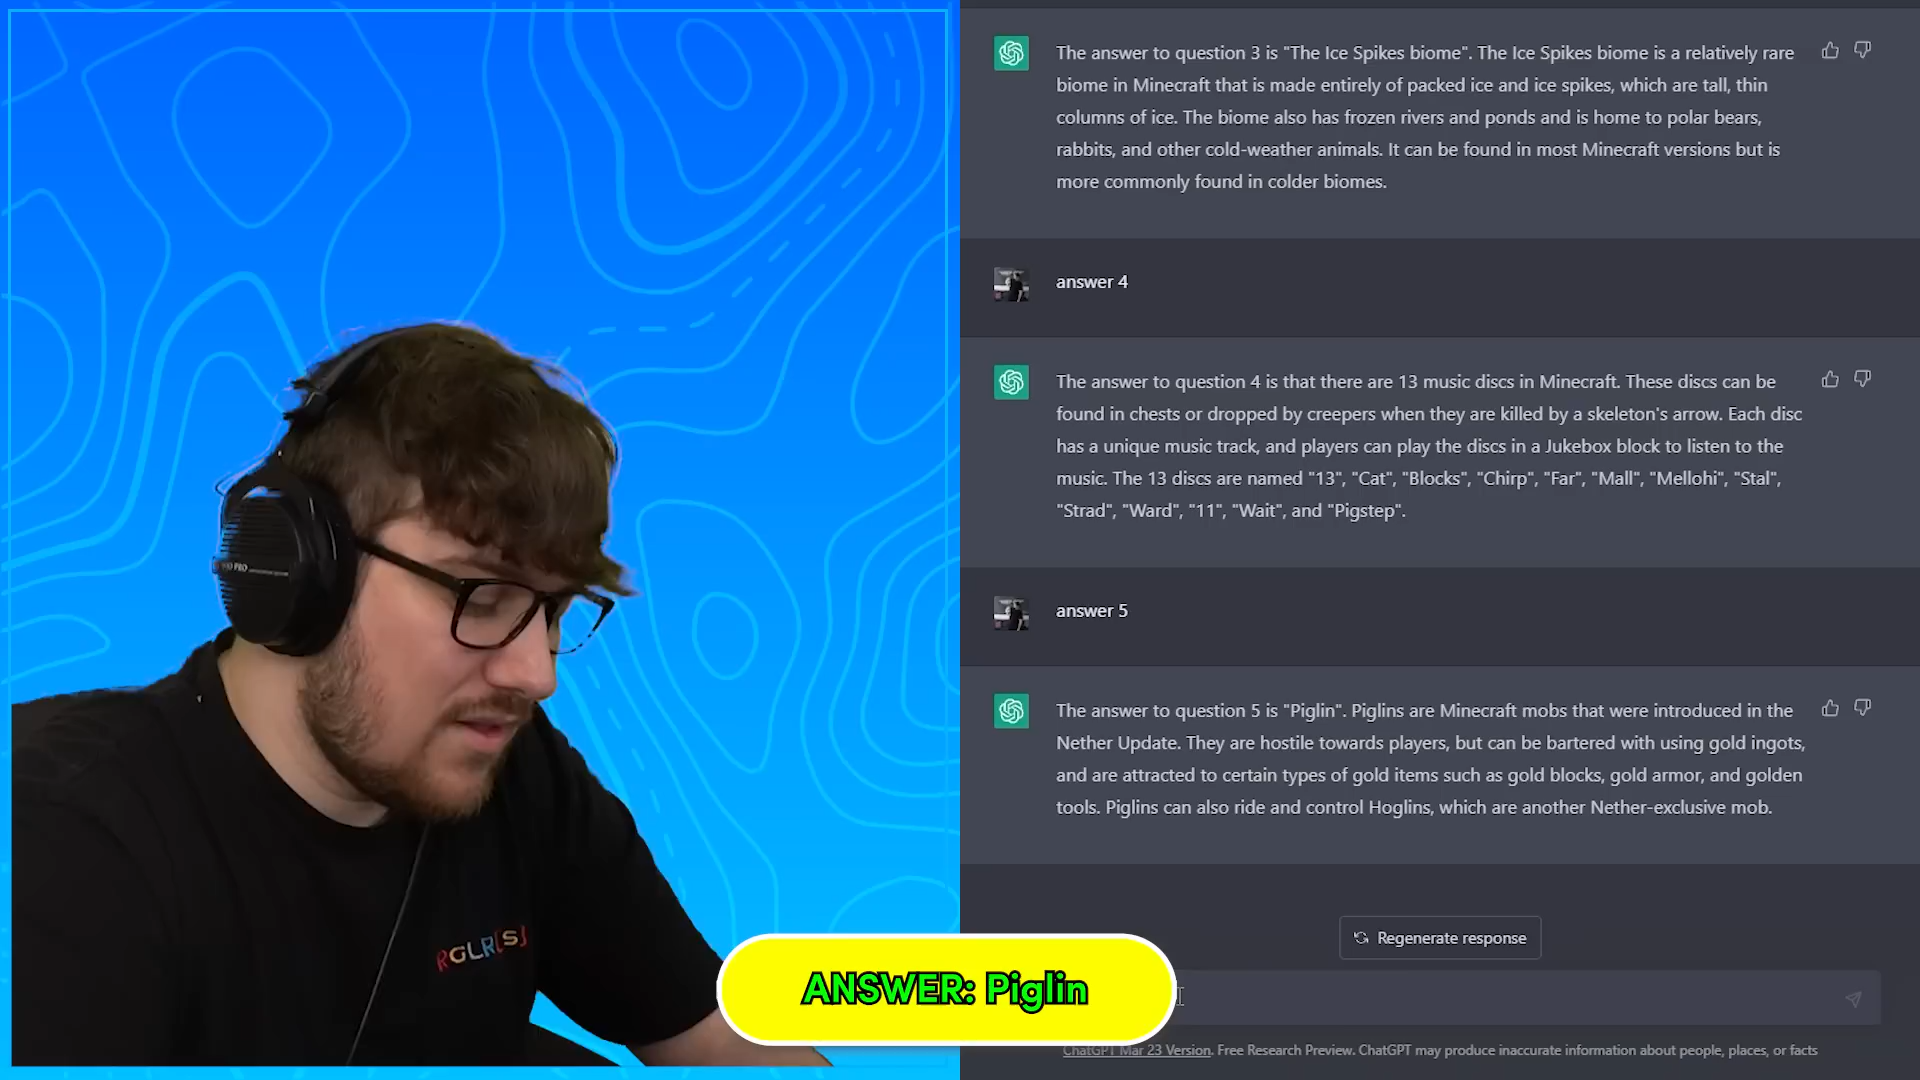 The answer to question 3 is "The Ice Spikes biome". The Ice Spikes biome is a relatively rare
biome in Minecraft that is made entirely of packed ice and ice spikes, which are tall, thin
columns of ice. The biome also has frozen rivers and ponds and is home to polar bears,
rabbits, and other cold-weather animals. It can be found in most Minecraft versions but is
more commonly found in colder biomes.
answer 4
The answer to question 4 is that there are 13 music discs in Minecraft. These discs can be
found in chests or dropped by creepers when they are killed by a skeleton's arrow. Each disc
has a unique music track, and players can play the discs in a Jukebox block to listen to the
music. The 13 discs are named "13", "Cat", "Blocks", "Chirp", "Far", "Mall", "Mellohi", "Stal",
"Strad", "Ward", "11", "Wait", and "Pigstep".
answer 5
The answer to question 5 is "Piglin". Piglins are Minecraft mobs that were introduced in the
Nether Update. They are hostile towards players, but can be bartered with using gold ingots,
and are attracted to certain types of gold items such as gold blocks, gold armor, and golden
tools. Piglins can also ride and control Hoglins, which are another Nether-exclusive mob.
Regenerate response
RGLR[S]
ANSWER: Piglin
ChatGPT Mar 23 Version. Free Research Preview. ChatGPT may produce inaccurate information about people, places, or facts